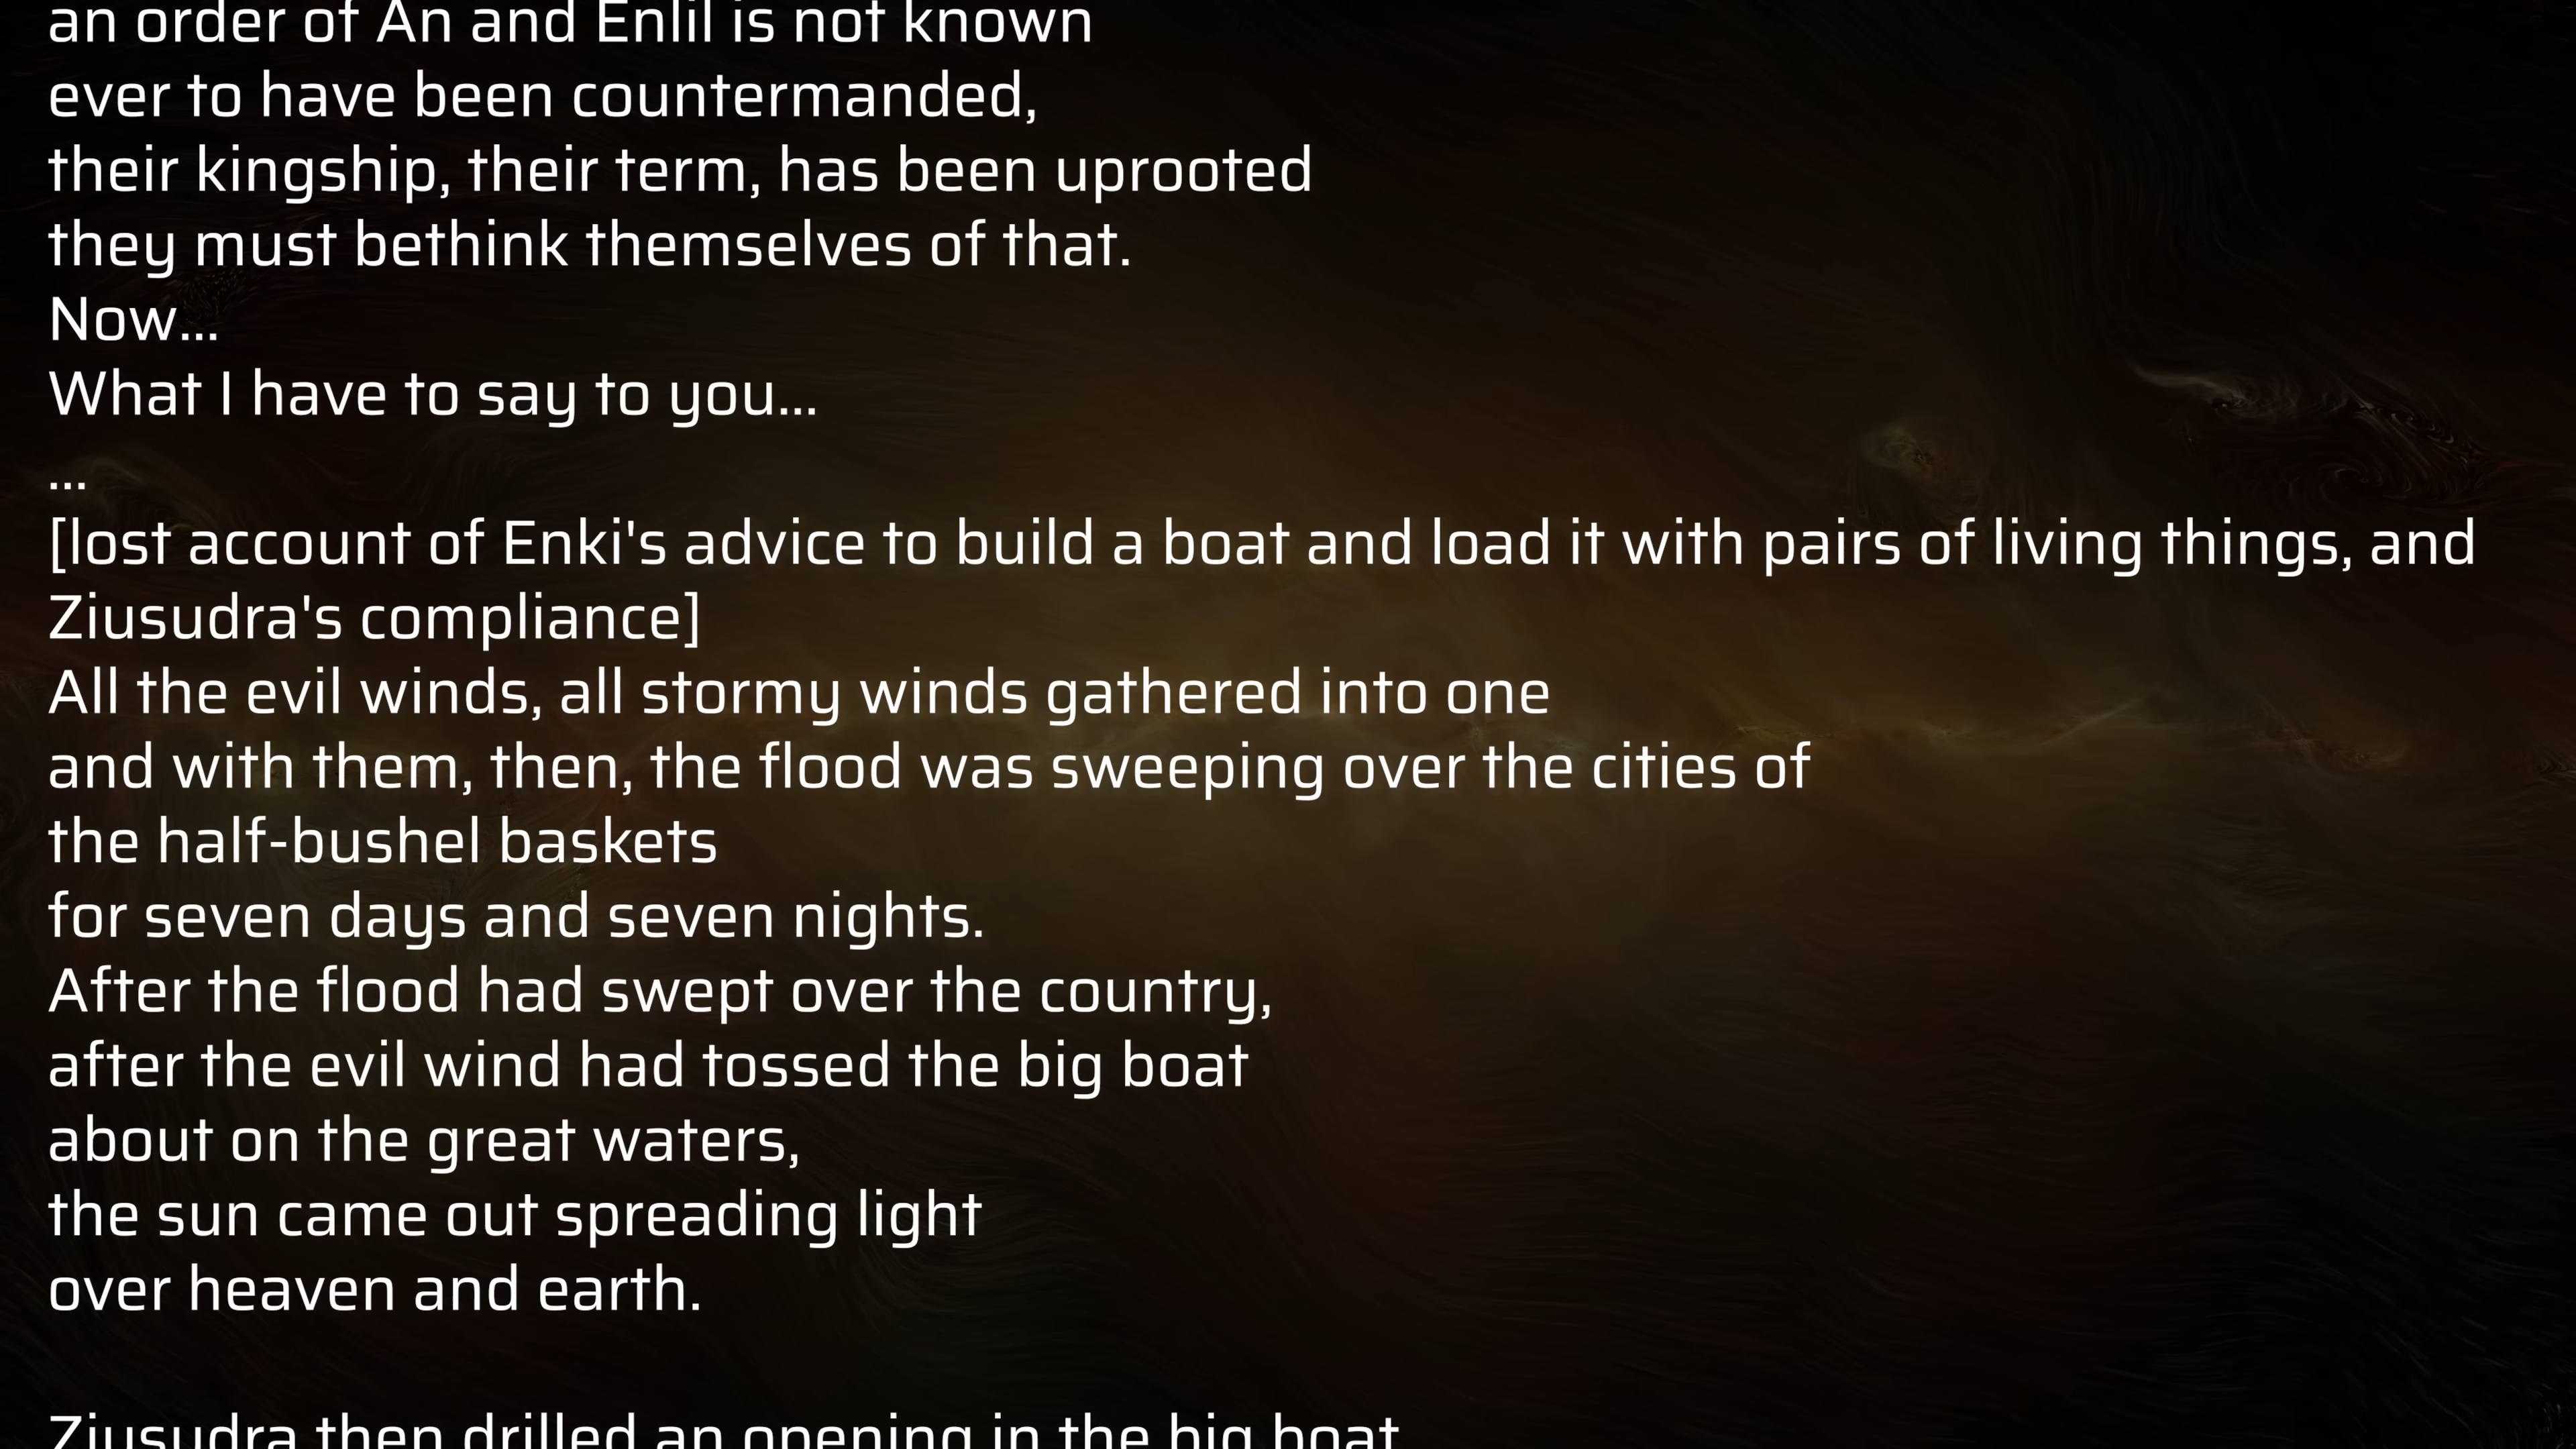 an order of An and Enlil is not known
ever to have been countermanded,
their kingship, their term, has been uprooted
they must bethink themselves of that.
Now...
What I have to say to you...
...
[lost account of Enki's advice to build a boat and load it with pairs of living things, and
Ziusudra's compliance]
All the evil winds, all stormy winds gathered into one
and with them, then, the flood was sweeping over the cities of
the half-bushel baskets
for seven days and seven nights.
After the flood had swept over the country,
after the evil wind had tossed the big boat
about on the great waters,
the sun came out spreading light
over heaven and earth.
Ziusudra then drilled an opening in the big boat